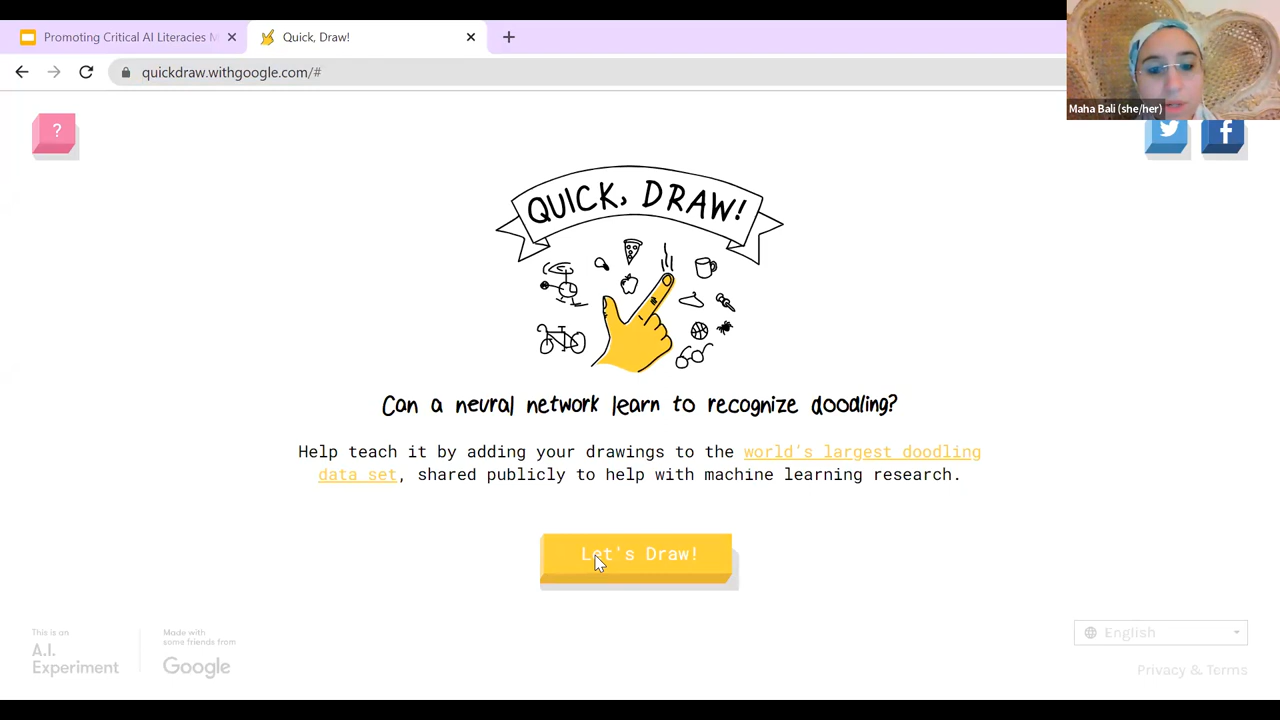 Promoting Critical AI Literacies M
Quick, Draw!
quickdraw.withgoogle.com/#
Maha Bali (she/her)
?
QUICK, DRAW!
Can a neural network learn to recognize doodling?
Help teach it by adding your drawings to the world's largest doodling
data set, shared publicly to help with machine learning research.
Let's Draw!
This is an
A.I.
Experiment
Made with
some friends from
Google
English
Privacy & Terms